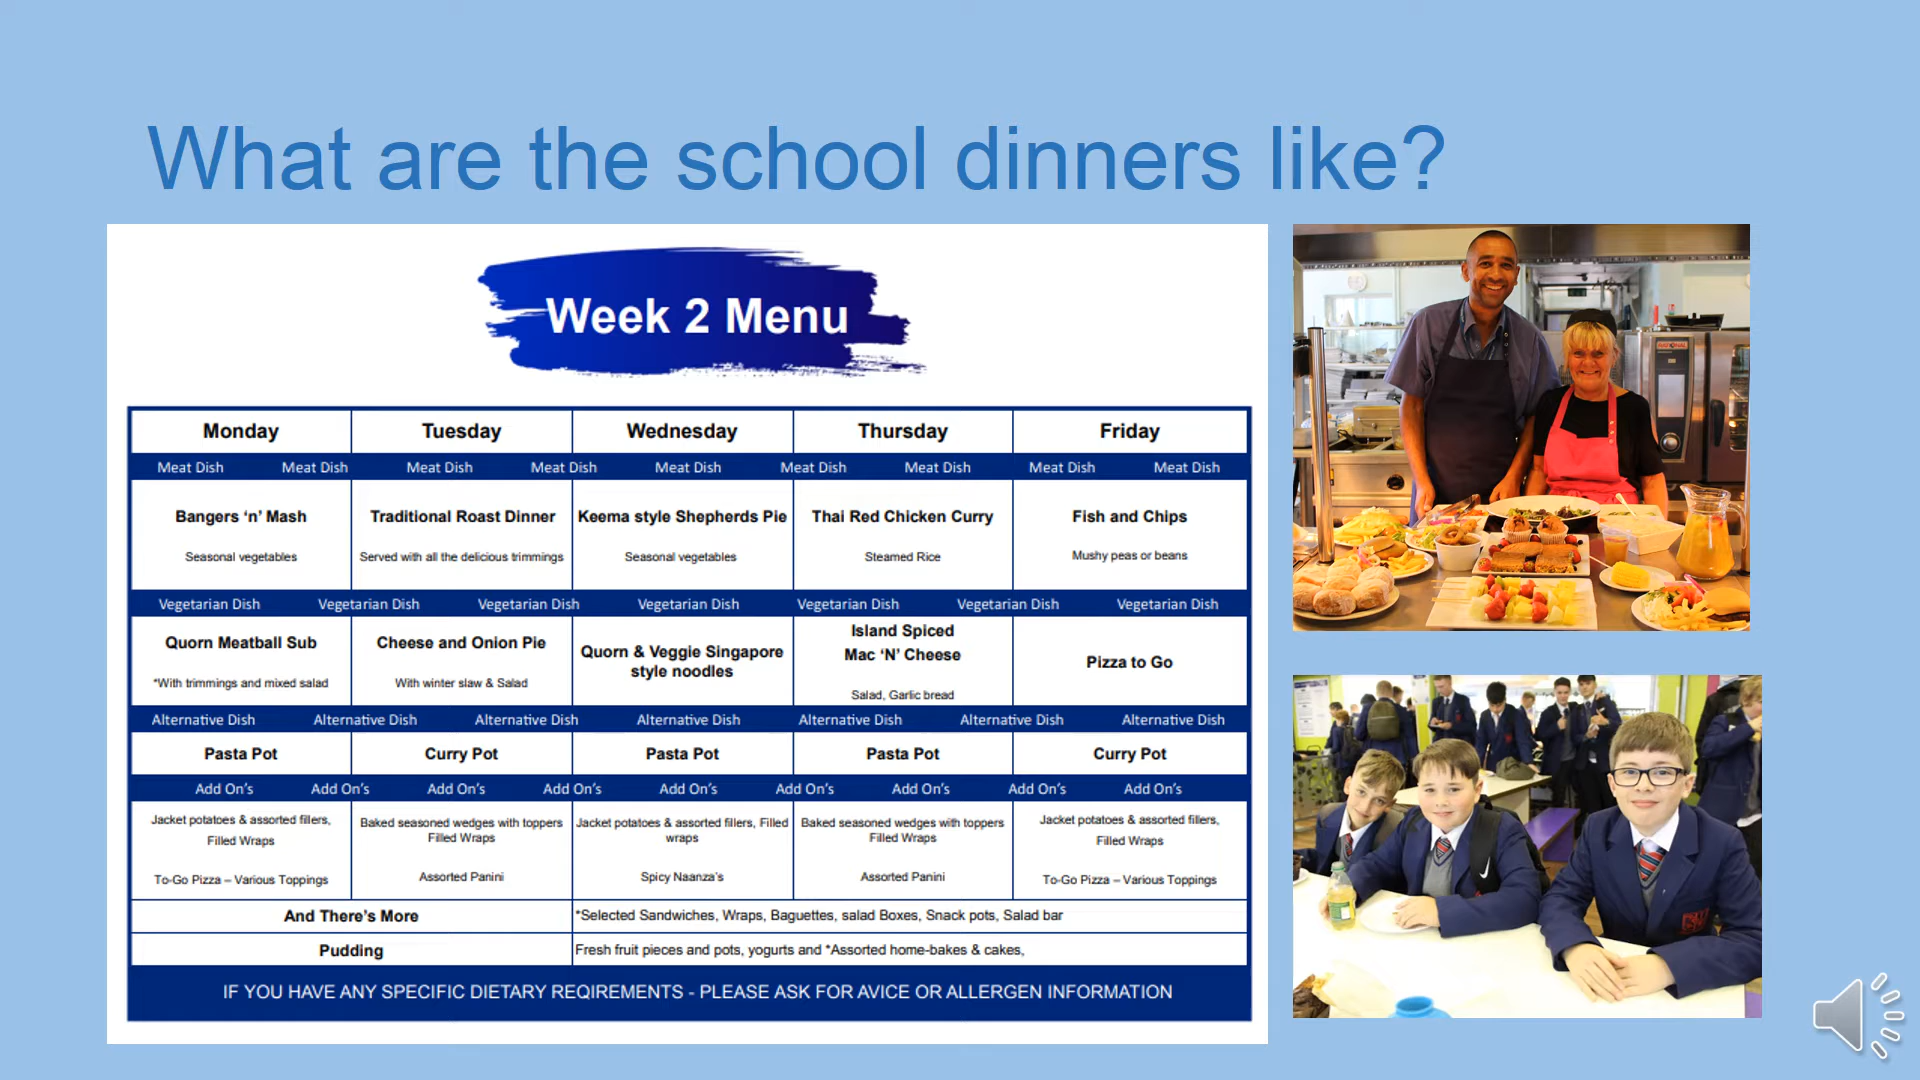 What are the school dinners like?
Week 2 Menu
Monday Tuesday Wednesday Thursday Friday
Meat Dish Meat Dish Meat Dish Meat Dish Meat Dish Meat Dish Meat Dish Meat Dish Meat Dish
Bangers ‘n’ Mash
Seasonal vegetables
Traditional Roast Dinner
Served with all the delicious trimmings
Keema style Shepherds Pie
Seasonal vegetables
Thai Red Chicken Curry
Steamed Rice
Fish and Chips
Mushy peas or beans
Vegetarian Dish Vegetarian Dish Vegetarian Dish Vegetarian Dish Vegetarian Dish Vegetarian Dish Vegetarian Dish
Quorn Meatball Sub
*With trimmings and mixed salad
Cheese and Onion Pie
With winter slaw & Salad
Quorn & Veggie Singapore
style noodles
Island Spiced
Mac ‘N’ Cheese
Salad, Garlic bread
Pizza to Go
Alternative Dish Alternative Dish Alternative Dish Alternative Dish Alternative Dish Alternative Dish Alternative Dish
Pasta Pot Curry Pot Pasta Pot Pasta Pot Curry Pot
Add On’s Add On’s Add On’s Add On’s Add On’s Add On’s Add On’s Add On’s Add On’s
Jacket potatoes & assorted fillers,
Filled Wraps
To-Go Pizza – Various Toppings
Baked seasoned wedges with toppers
Filled Wraps
Assorted Panini
Jacket potatoes & assorted fillers, Filled
wraps
Spicy Naanza’s
Baked seasoned wedges with toppers
Filled Wraps
Assorted Panini
Jacket potatoes & assorted fillers,
Filled Wraps
To-Go Pizza – Various Toppings
And There’s More *Selected Sandwiches, Wraps, Baguettes, salad Boxes, Snack pots, Salad bar
Pudding Fresh fruit pieces and pots, yogurts and *Assorted home-bakes & cakes,
IF YOU HAVE ANY SPECIFIC DIETARY REQIREMENTS - PLEASE ASK FOR AVICE OR ALLERGEN INFORMATION
RATIONAL